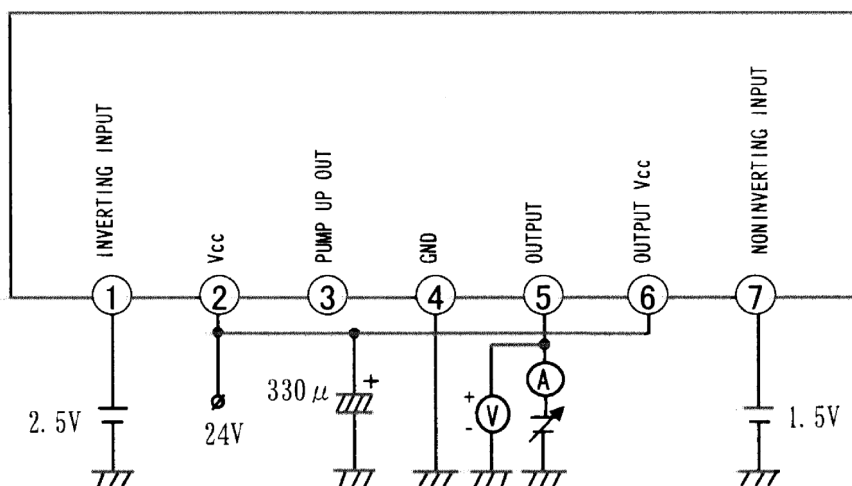 INVERTING INPUT
Vcc
PUMP UP OUT
GND
OUTPUT
OUTPUT Vcc
NONINVERTING INPUT
1
2
3
4
5
6
7
2.5V
24V
330μ
+
+
-
V
A
1.5V